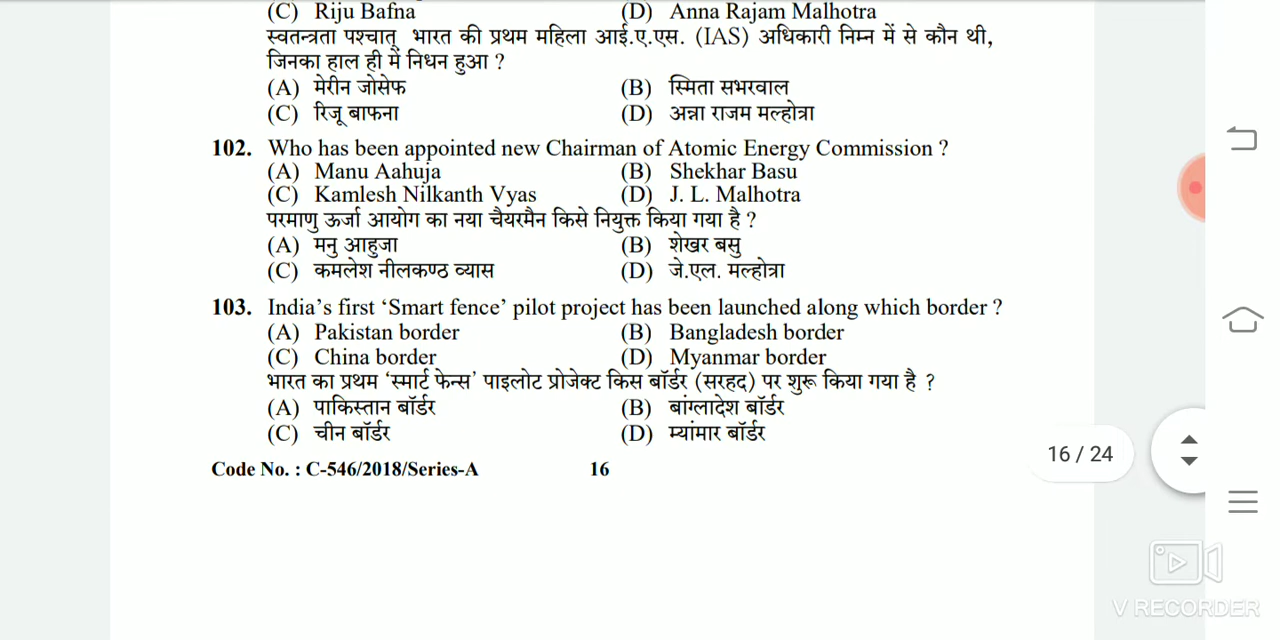 (C) Riju Bafna (D) Anna Rajam Malhotra
स्वतन्त्रता पश्चात् भारत की प्रथम महिला आई.ए.एस. (IAS) अधिकारी निम्न में से कौन थी,
जिनका हाल ही में निधन हुआ ?
(A) मेरीन जोसेफ (B) स्मिता सभरवाल
(C) रिजू बाफना (D) अन्ना राजम मल्होत्रा
102. Who has been appointed new Chairman of Atomic Energy Commission ?
(A) Manu Aahuja (B) Shekhar Basu
(C) Kamlesh Nilkanth Vyas (D) J. L. Malhotra
परमाणु ऊर्जा आयोग का नया चैयरमैन किसे नियुक्त किया गया है ?
(A) मनु आहुजा (B) शेखर बसु
(C) कमलेश नीलकण्ठ व्यास (D) जे.एल. मल्होत्रा
103. India’s first ‘Smart fence’ pilot project has been launched along which border ?
(A) Pakistan border (B) Bangladesh border
(C) China border (D) Myanmar border
भारत का प्रथम ‘स्मार्ट फेन्स’ पाइलोट प्रोजेक्ट किस बॉर्डर (सरहद) पर शुरू किया गया है ?
(A) पाकिस्तान बॉर्डर (B) बांग्लादेश बॉर्डर
(C) चीन बॉर्डर (D) म्यांमार बॉर्डर
Code No. : C-546/2018/Series-A 16
16 / 24
V RECORDER